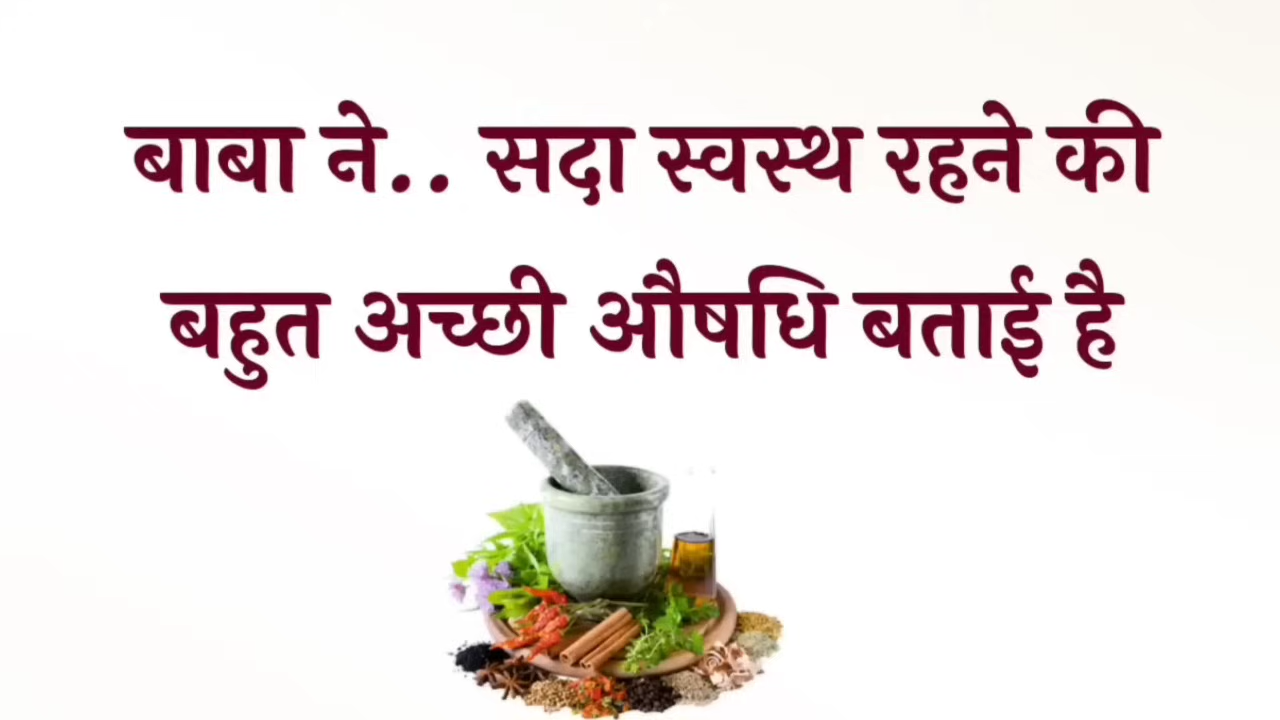 बाबा ने.. सदा स्वस्थ रहने की
बहुत अच्छी औषधि बताई है